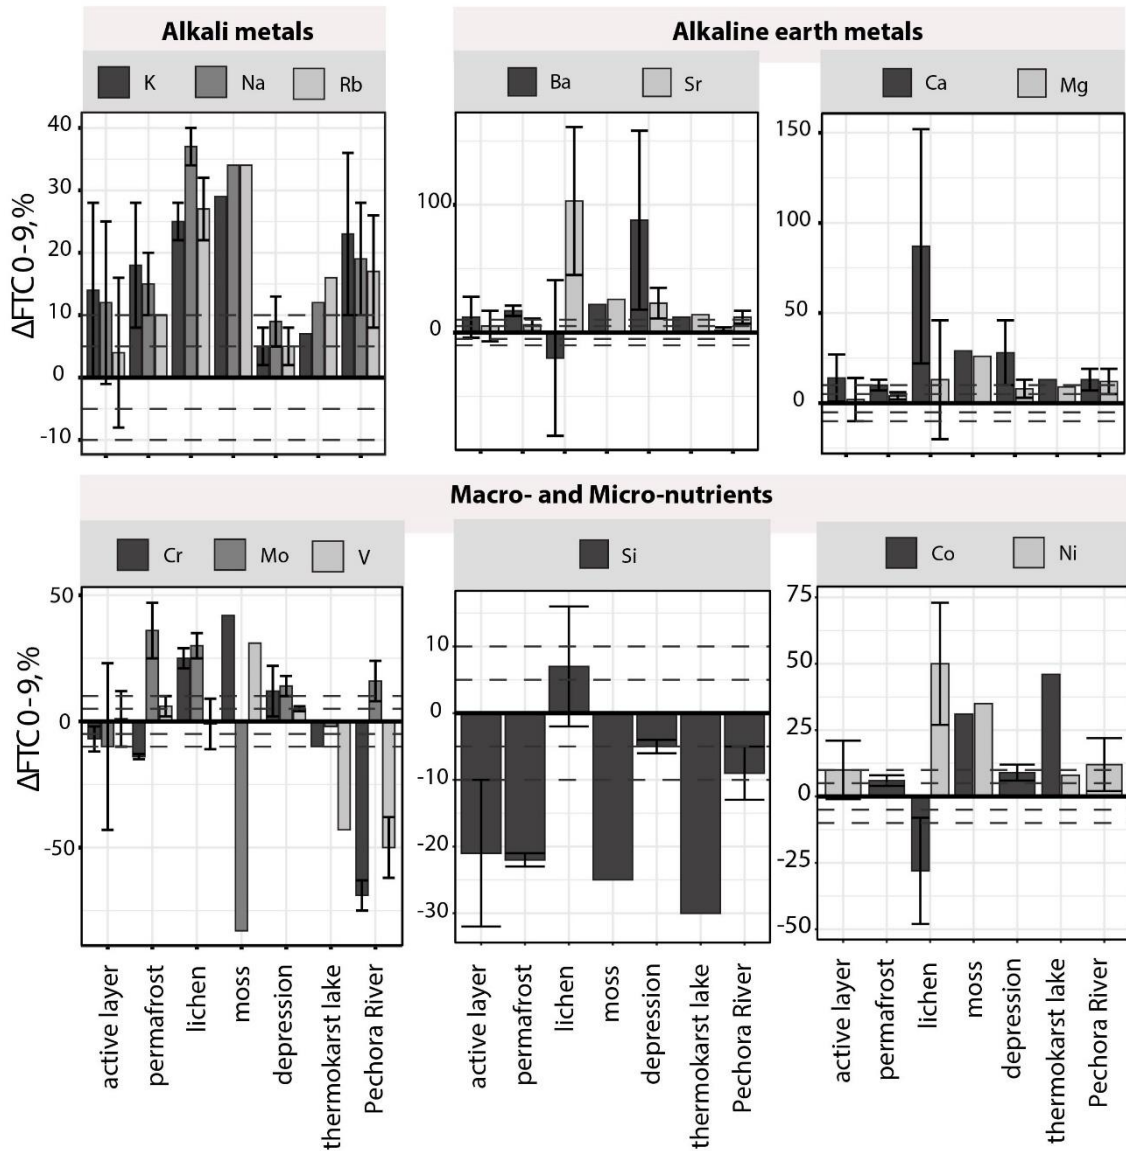 Alkali metals
Alkaline earth metals
K Na Rb
Ba Sr
Ca Mg
ΔFTC 0-9,%
40
30
20
10
0
-10
100
0
150
100
50
0
Macro- and Micro-nutrients
Cr Mo V
Si
Co Ni
ΔFTC 0-9,%
50
0
-50
10
0
-10
-20
-30
75
50
25
0
-25
-50
active layer
permafrost
lichen
moss
depression
thermokarst lake
Pechora River
active layer
permafrost
lichen
moss
depression
thermokarst lake
Pechora River
active layer
permafrost
lichen
moss
depression
thermokarst lake
Pechora River